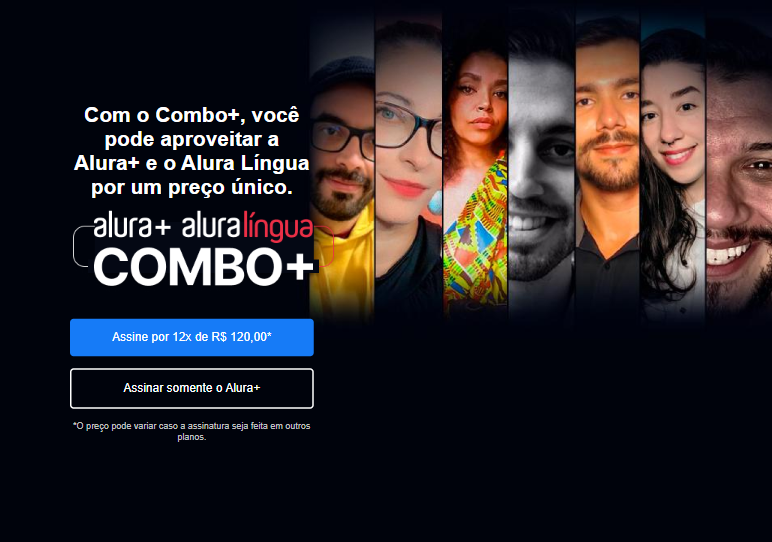 Com o Combo+, você
pode aproveitar a
Alura+ e o Alura Língua
por um preço único.
alura+ aluralíngua
COMBO+
Assine por 12x de R$ 120,00*
Assinar somente o Alura+
*O preço pode variar caso a assinatura seja feita em outros
planos.